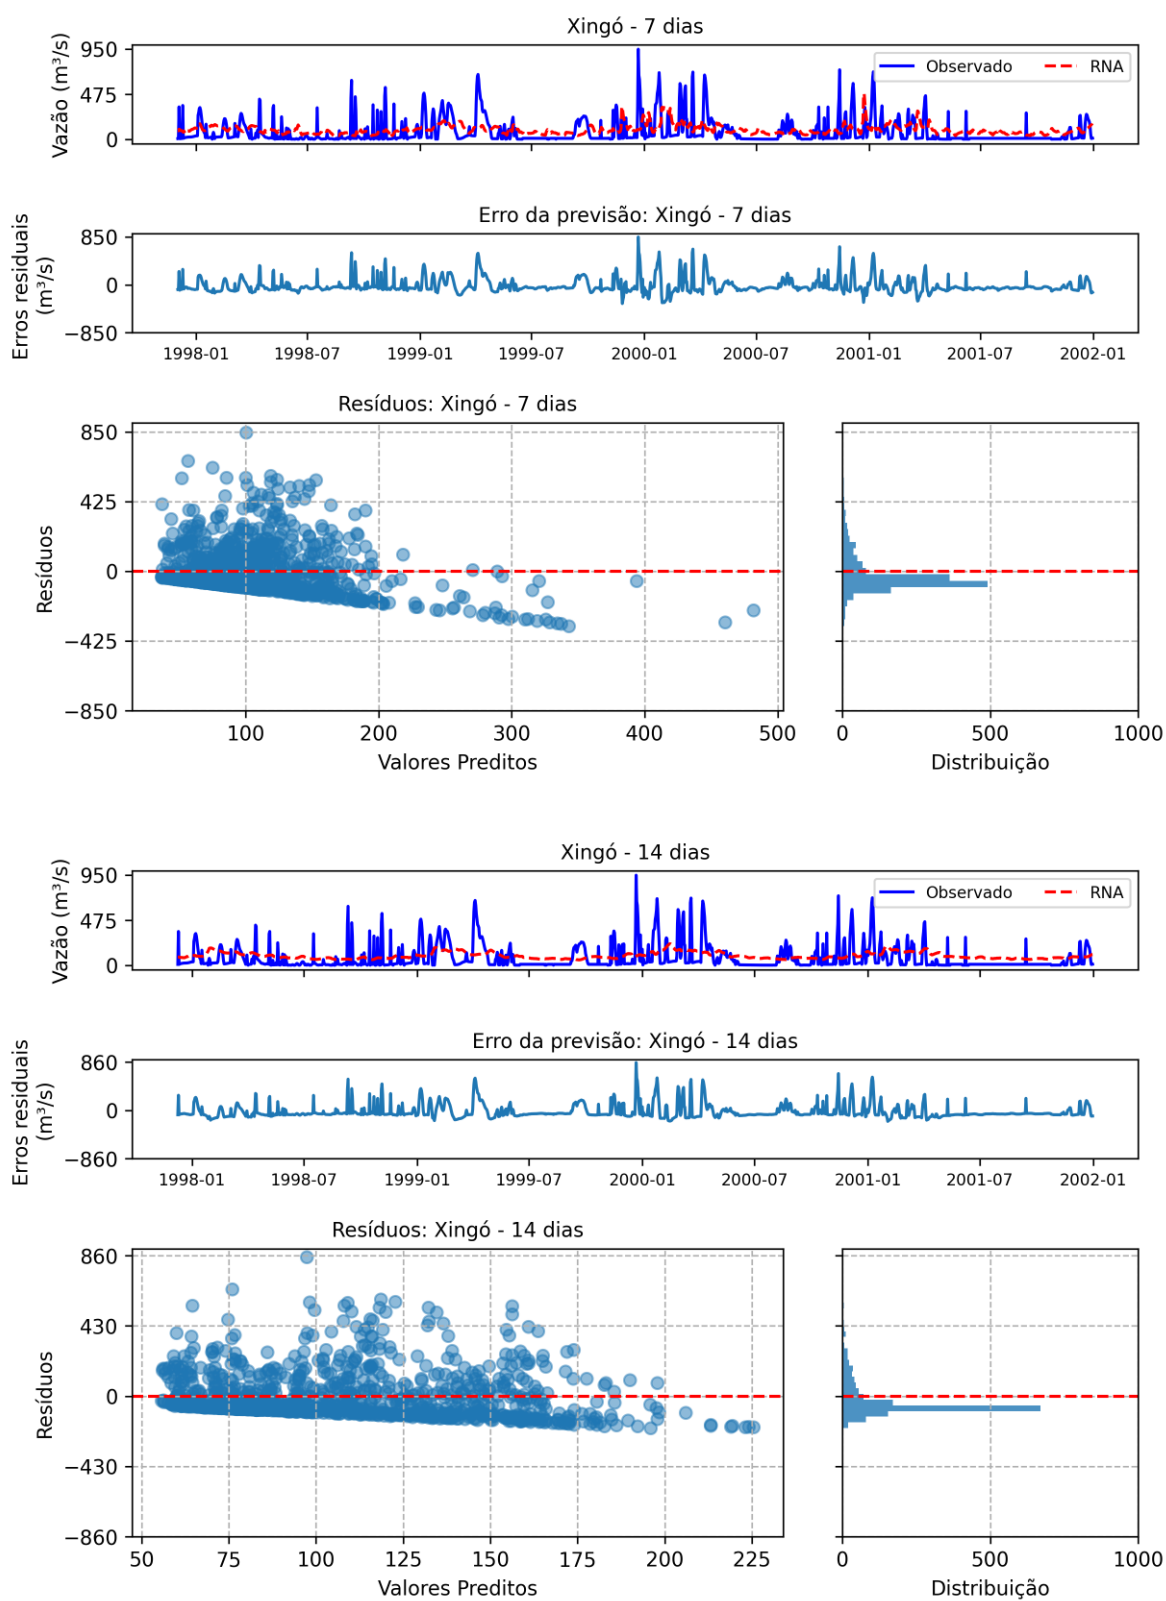 Xingó - 7 dias
Vazão (m³/s)
950
475
0
Observado
RNA
Erro da previsão: Xingó - 7 dias
Erros residuais
(m³/s)
850
0
−850
1998-01 1998-07 1999-01 1999-07 2000-01 2000-07 2001-01 2001-07 2002-01
Resíduos: Xingó - 7 dias
Resíduos
850
425
0
−425
−850
100 200 300 400 500
Valores Preditos
0 500 1000
Distribuição
Xingó - 14 dias
Vazão (m³/s)
950
475
0
Observado
RNA
Erro da previsão: Xingó - 14 dias
Erros residuais
(m³/s)
860
0
−860
1998-01 1998-07 1999-01 1999-07 2000-01 2000-07 2001-01 2001-07 2002-01
Resíduos: Xingó - 14 dias
Resíduos
860
430
0
−430
−860
50 75 100 125 150 175 200 225
Valores Preditos
0 500 1000
Distribuição